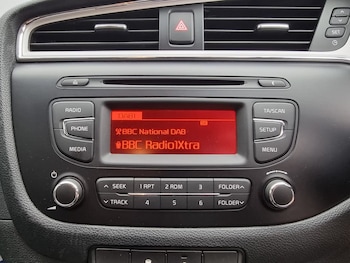 RADIO
TA/SCAN
PHONE
BBC National DAB
SETUP
BBC Radio1Xtra
MEDIA
MENU
SEEK 1 RPT 2 RDM 3 FOLDER
TRACK 4 5 6 FOLDER